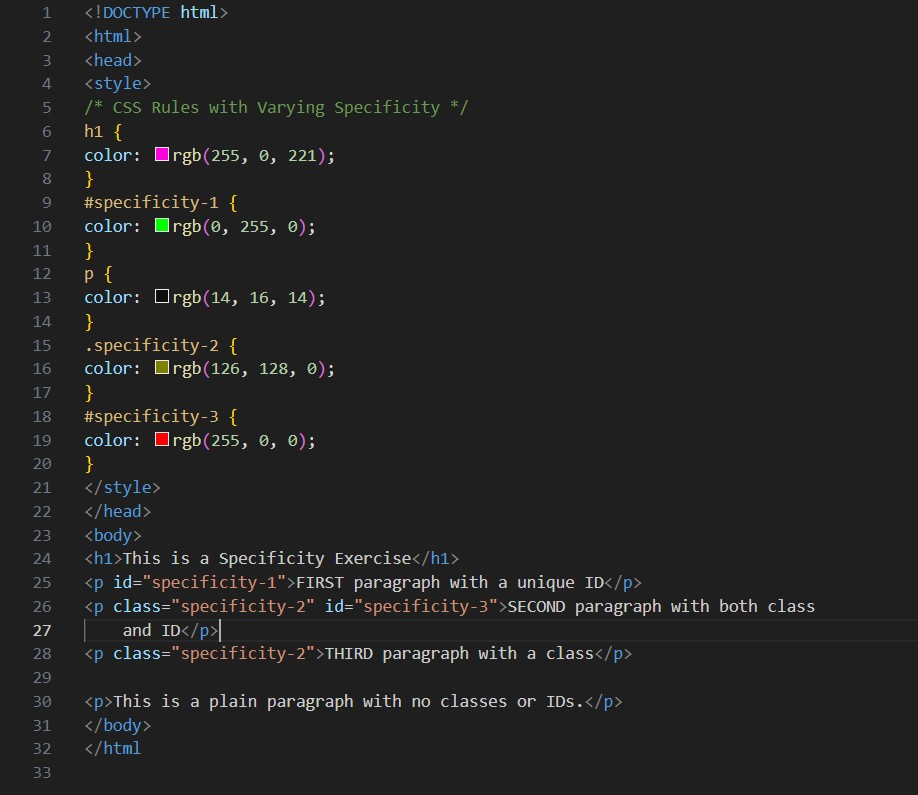 1 <!DOCTYPE html>
2 <html>
3 <head>
4 <style>
5 /* CSS Rules with Varying Specificity */
6 h1 {
7 color: rgb(255, 0, 221);
8 }
9 #specificity-1 {
10 color: rgb(0, 255, 0);
11 }
12 p {
13 color: rgb(14, 16, 14);
14 }
15 .specificity-2 {
16 color: rgb(126, 128, 0);
17 }
18 #specificity-3 {
19 color: rgb(255, 0, 0);
20 }
21 </style>
22 </head>
23 <body>
24 <h1>This is a Specificity Exercise</h1>
25 <p id="specificity-1">FIRST paragraph with a unique ID</p>
26 <p class="specificity-2" id="specificity-3">SECOND paragraph with both class
27     and ID</p>
28 <p class="specificity-2">THIRD paragraph with a class</p>
29
30 <p>This is a plain paragraph with no classes or IDs.</p>
31 </body>
32 </html
33